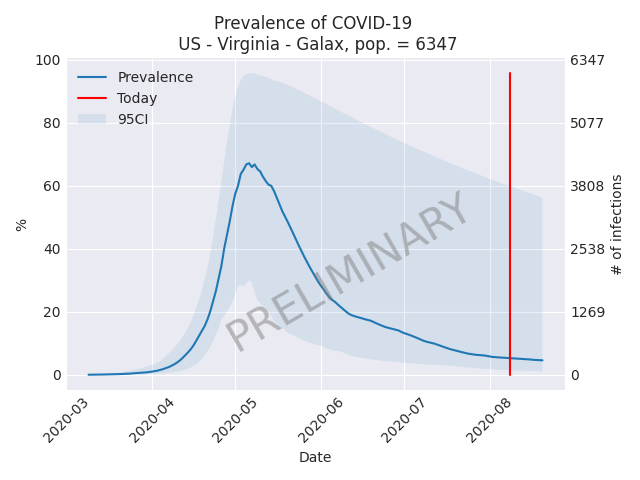 Prevalence of COVID-19
US - Virginia - Galax, pop. = 6347
100
80
60
40
20
0
%
Prevalence
Today
95CI
PRELIMINARY
6347
5077
3808
2538
1269
0
# of infections
2020-03
2020-04
2020-05
2020-06
2020-07
2020-08
Date